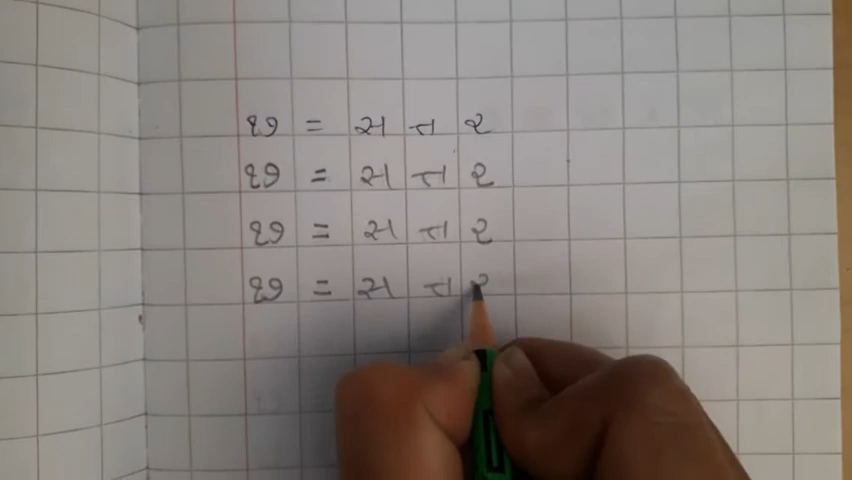 ૧૭ = સ ત્ત ર
૧૭ = સ ત્ત ર
૧૭ = સ ત્ત ર
૧૭ = સ ત્ત ર